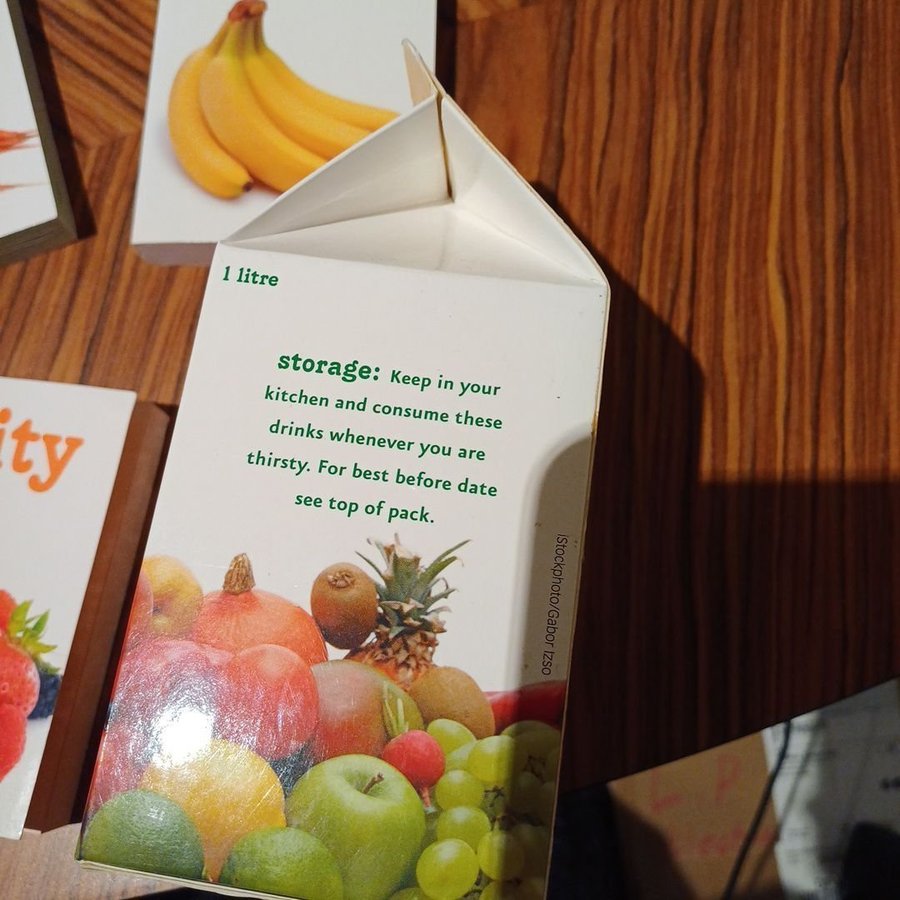 1 litre
storage: Keep in your
kitchen and consume these
drinks whenever you are
thirsty. For best before date
see top of pack.
istockphoto/Gabor Izso
ity